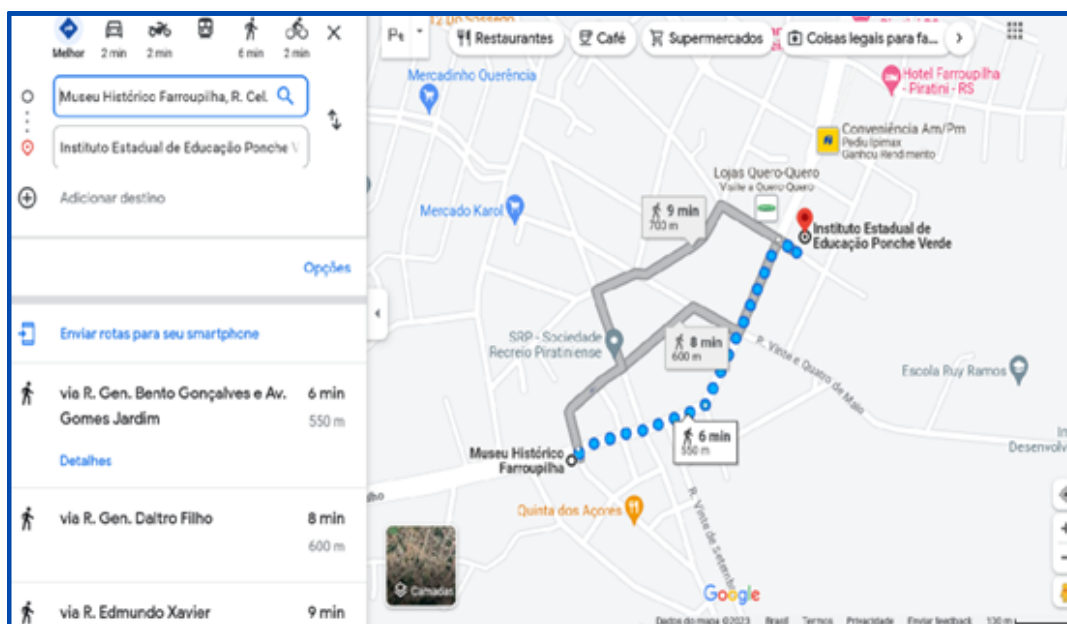 Melhor
2 min
2 min
6 min
2 min
Museu Histórico Farroupilha, R. Cel.
Instituto Estadual de Educação Ponche V
Adicionar destino
Opções
Enviar rotas para seu smartphone
via R. Gen. Bento Gonçalves e Av. Gomes Jardim
6 min
550 m
Detalhes
via R. Gen. Daltro Filho
8 min
600 m
via R. Edmundo Xavier
9 min
Restaurantes
Café
Supermercados
Coisas legais para fa...
Mercadinho Querência
Hotel Farroupilha
- Piratini - RS
Conveniência Am/Pm
Pediu Ipimax
Ganhou Rendimento
Lojas Quero-Quero
Visite a Quero-Quero
Mercado Karol
9 min
700 m
Instituto Estadual de
Educação Ponche Verde
SRP - Sociedade
Recreio Piratiniense
8 min
600 m
R. Vinte e Quatro de Maio
Escola Ruy Ramos
6 min
550 m
Museu Histórico
Farroupilha
Desenvolv
Quinta dos Açores
R. Vinte de Setembro
Camadas
Google
Dados do mapa ©2023 Brasil Termos Privacidade Enviar feedback 100 m